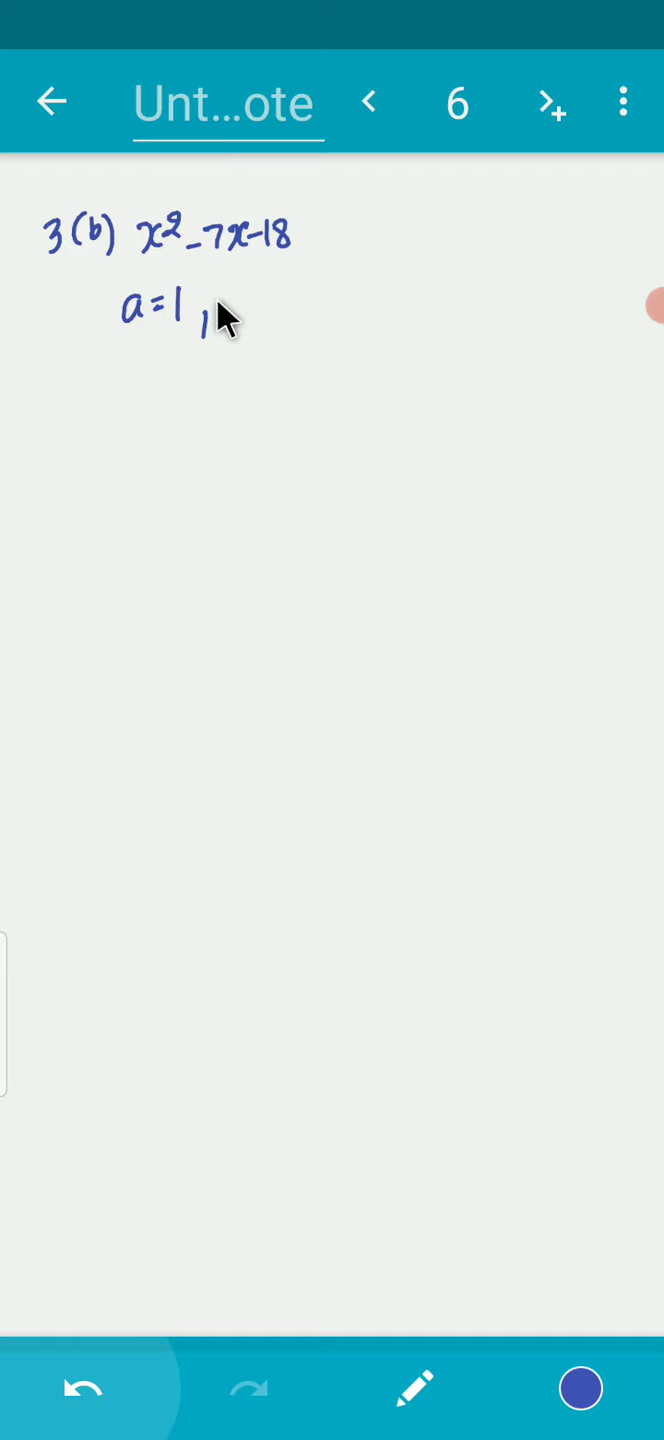 Unt...ote < 6
3(b) x² - 7x - 18
a = 1 ,